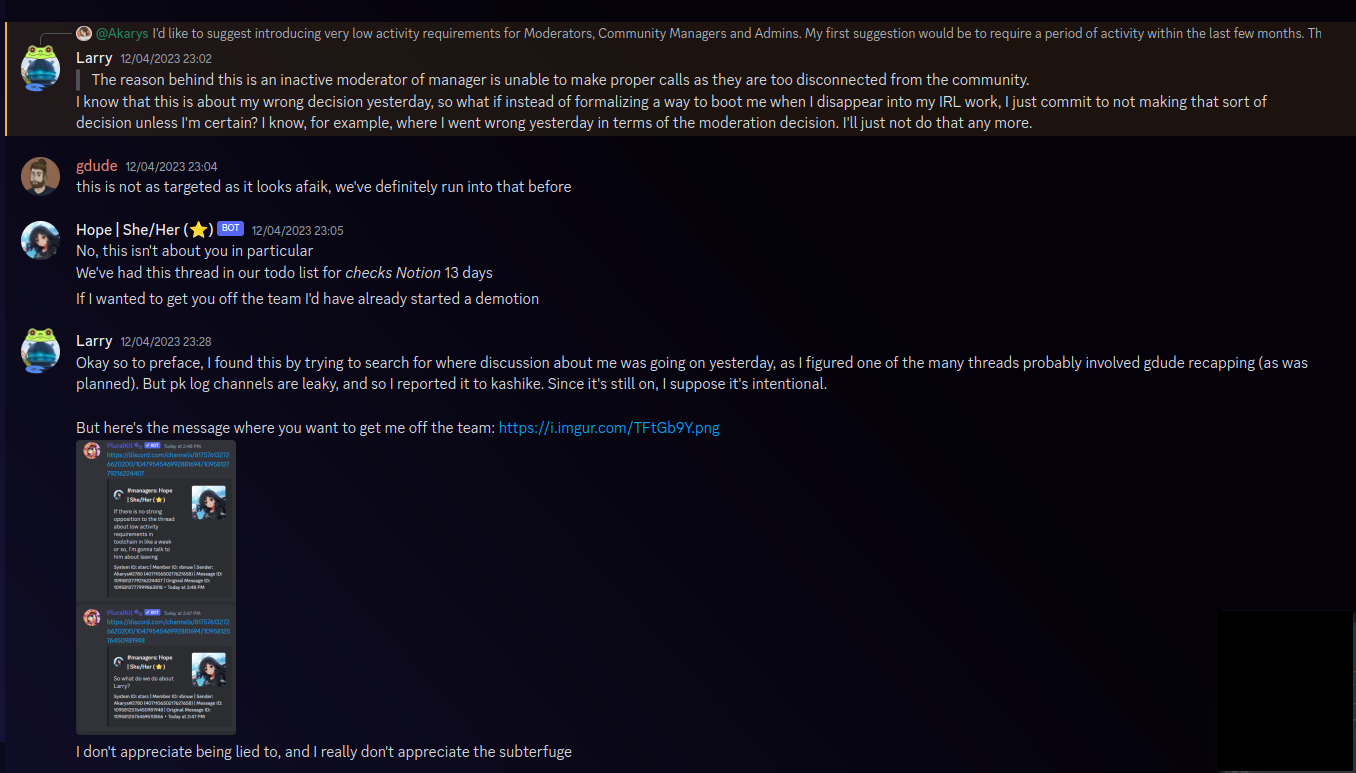 @Akarys I'd like to suggest introducing very low activity requirements for Moderators, Community Managers and Admins. My first suggestion would be to require a period of activity within the last few months. Th
Larry 12/04/2023 23:02
The reason behind this is an inactive moderator of manager is unable to make proper calls as they are too disconnected from the community.
I know that this is about my wrong decision yesterday, so what if instead of formalizing a way to boot me when I disappear into my IRL work, I just commit to not making that sort of
decision unless I'm certain? I know, for example, where I went wrong yesterday in terms of the moderation decision. I'll just not do that any more.
gdude 12/04/2023 23:04
this is not as targeted as it looks afaik, we've definitely run into that before
Hope | She/Her (⭐) BOT 12/04/2023 23:05
No, this isn't about you in particular
We've had this thread in our todo list for checks Notion 13 days
If I wanted to get you off the team I'd have already started a demotion
Larry 12/04/2023 23:28
Okay so to preface, I found this by trying to search for where discussion about me was going on yesterday, as I figured one of the many threads probably involved gdude recapping (as was
planned). But pk log channels are leaky, and so I reported it to kashike. Since it's still on, I suppose it's intentional.
But here's the message where you want to get me off the team: https://i.imgur.com/TFtGb9Y.png
PluralKit BOT Today at 2:48 PM
#managers: Hope
| She/Her (⭐)
If there is no strong
opposition to the thread
about low activity
requirements in
toolchain in like a week
or so, I'm gonna talk to
him about leaving
PluralKit BOT Today at 2:47 PM
#managers: Hope
| She/Her (⭐)
So what do we do about
Larry?
I don't appreciate being lied to, and I really don't appreciate the subterfuge